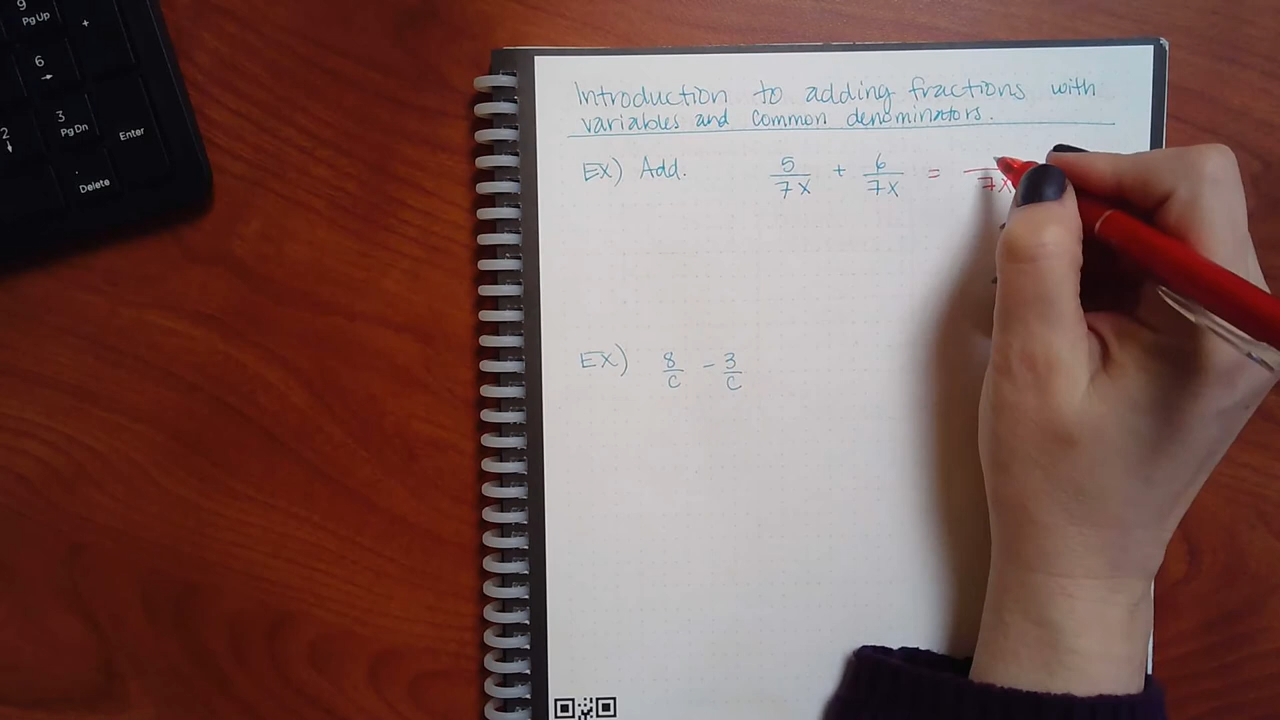 Introduction to adding fractions with
variables and common denominators.
EX) Add. 5/7x + 6/7x = /7x
EX) 8/c - 3/c
9
PgUp
+
6
→
3
PgDn
2
↓
Enter
.
Delete